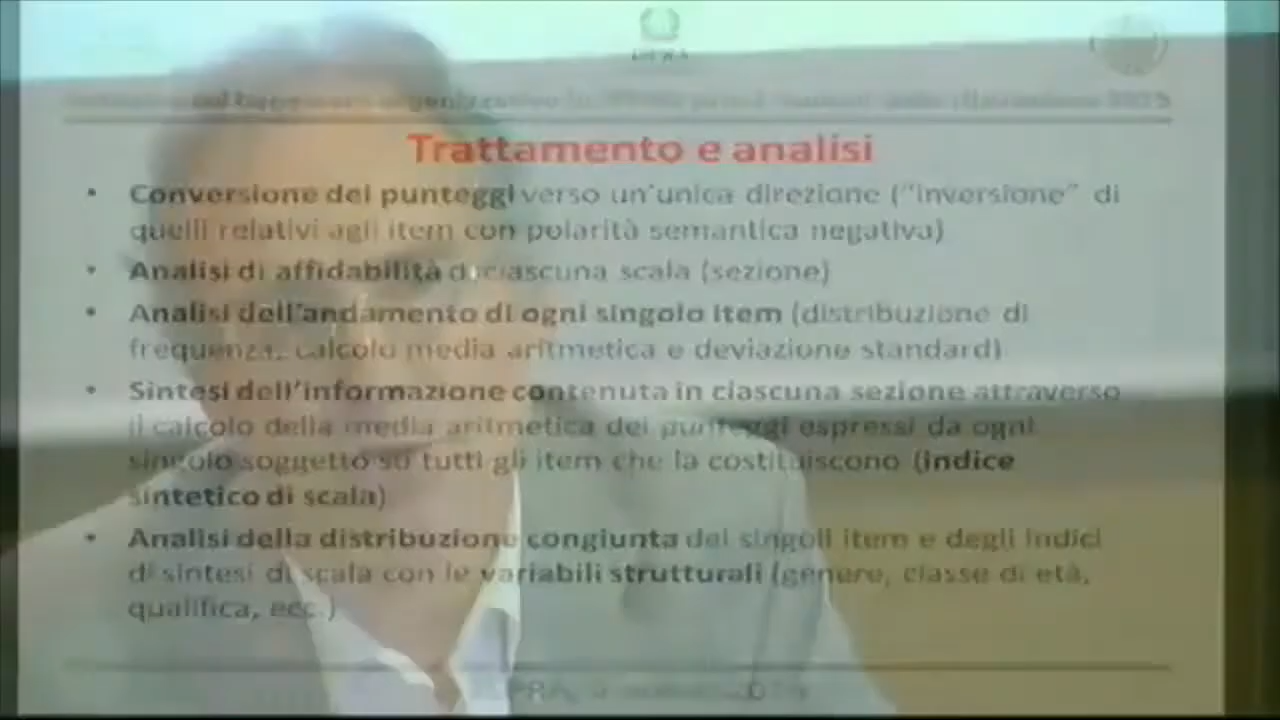 Trattamento e analisi
• Conversione dei punteggi verso un'unica direzione ("inversione" di
quelli relativi agli item con polarità semantica negativa)
• Analisi di affidabilità di ciascuna scala (sezione)
• Analisi dell'andamento di ogni singolo item (distribuzione di
frequenza, calcolo media aritmetica e deviazione standard)
• Sintesi dell'informazione contenuta in ciascuna sezione attraverso
il calcolo della media aritmetica dei punteggi espressi da ogni
singolo soggetto su tutti gli item che la costituiscono (indice
sintetico di scala)
• Analisi della distribuzione congiunta dei singoli item e degli indici
di sintesi di scala con le variabili strutturali (genere, classe di età,
qualifica, ecc.)